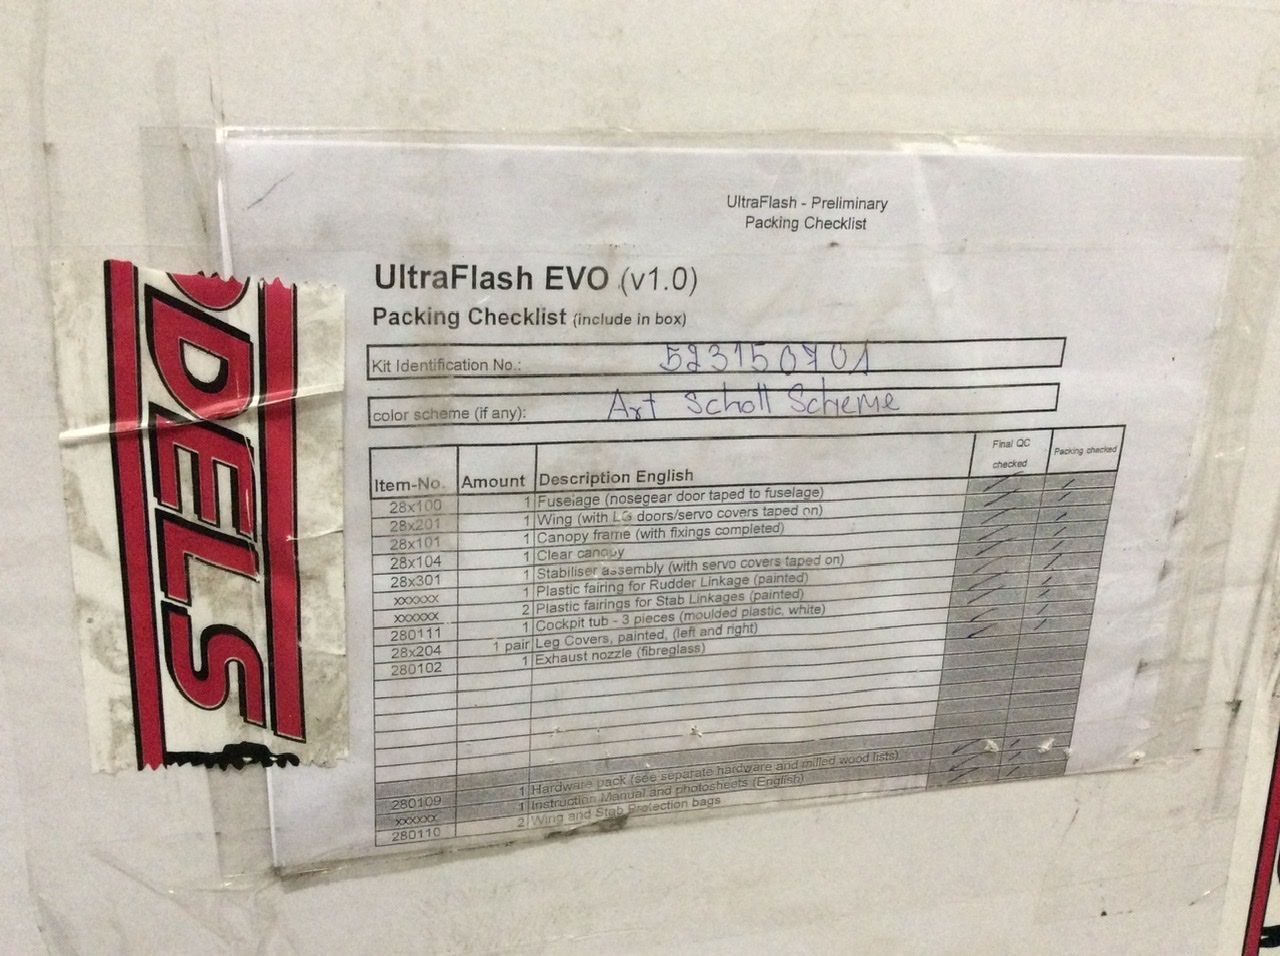 UltraFlash - Preliminary
Packing Checklist
UltraFlash EVO (v1.0)
Packing Checklist (include in box)
Kit Identification No.: 523150701
color scheme (if any): Art Scholl Scheme
Item-No. Amount Description English Final QC checked Packing checked
28x100 1 Fuselage (nosegear door taped to fuselage)
28x201 1 Wing (with LG doors/servo covers taped on)
28x101 1 Canopy frame (with fixings completed)
28x104 1 Clear canopy
28x301 1 Stabiliser assembly (with servo covers taped on)
xxxxxx 1 Plastic fairing for Rudder Linkage (painted)
xxxxxx 2 Plastic fairings for Stab Linkages (painted)
280111 1 Cockpit tub - 3 pieces (moulded plastic, white)
28x204 1 pair Leg Covers, painted, (left and right)
280102 1 Exhaust nozzle (fibreglass)
280109 1 Hardware pack (see separate hardware and milled wood lists)
xxxxxx 1 Instruction Manual and photosheets (English)
280110 2 Wing and Stab Protection bags
DELS